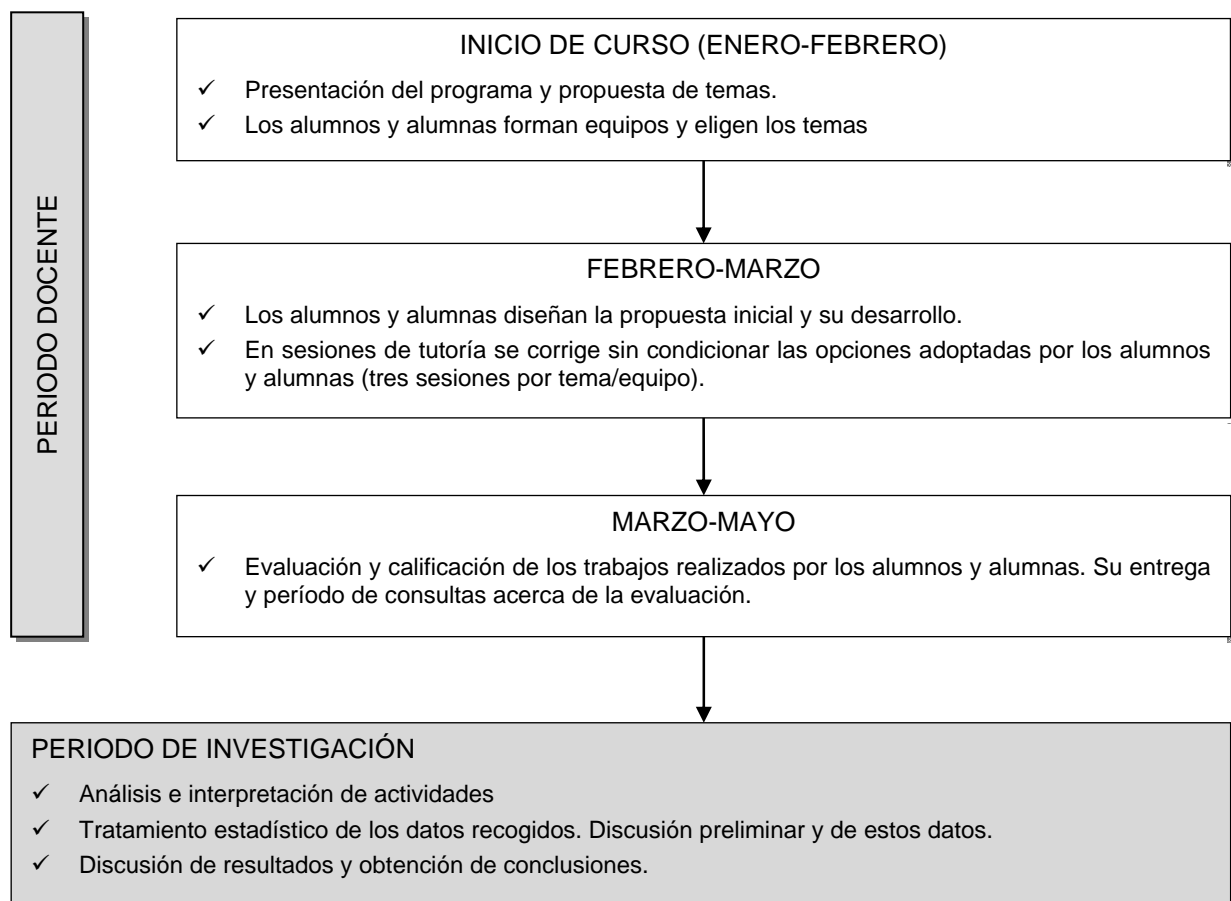 PERIODO DOCENTE
INICIO DE CURSO (ENERO-FEBRERO)
✓ Presentación del programa y propuesta de temas.
✓ Los alumnos y alumnas forman equipos y eligen los temas
FEBRERO-MARZO
✓ Los alumnos y alumnas diseñan la propuesta inicial y su desarrollo.
✓ En sesiones de tutoría se corrige sin condicionar las opciones adoptadas por los alumnos
y alumnas (tres sesiones por tema/equipo).
MARZO-MAYO
✓ Evaluación y calificación de los trabajos realizados por los alumnos y alumnas. Su entrega
y período de consultas acerca de la evaluación.
PERIODO DE INVESTIGACIÓN
✓ Análisis e interpretación de actividades
✓ Tratamiento estadístico de los datos recogidos. Discusión preliminar y de estos datos.
✓ Discusión de resultados y obtención de conclusiones.